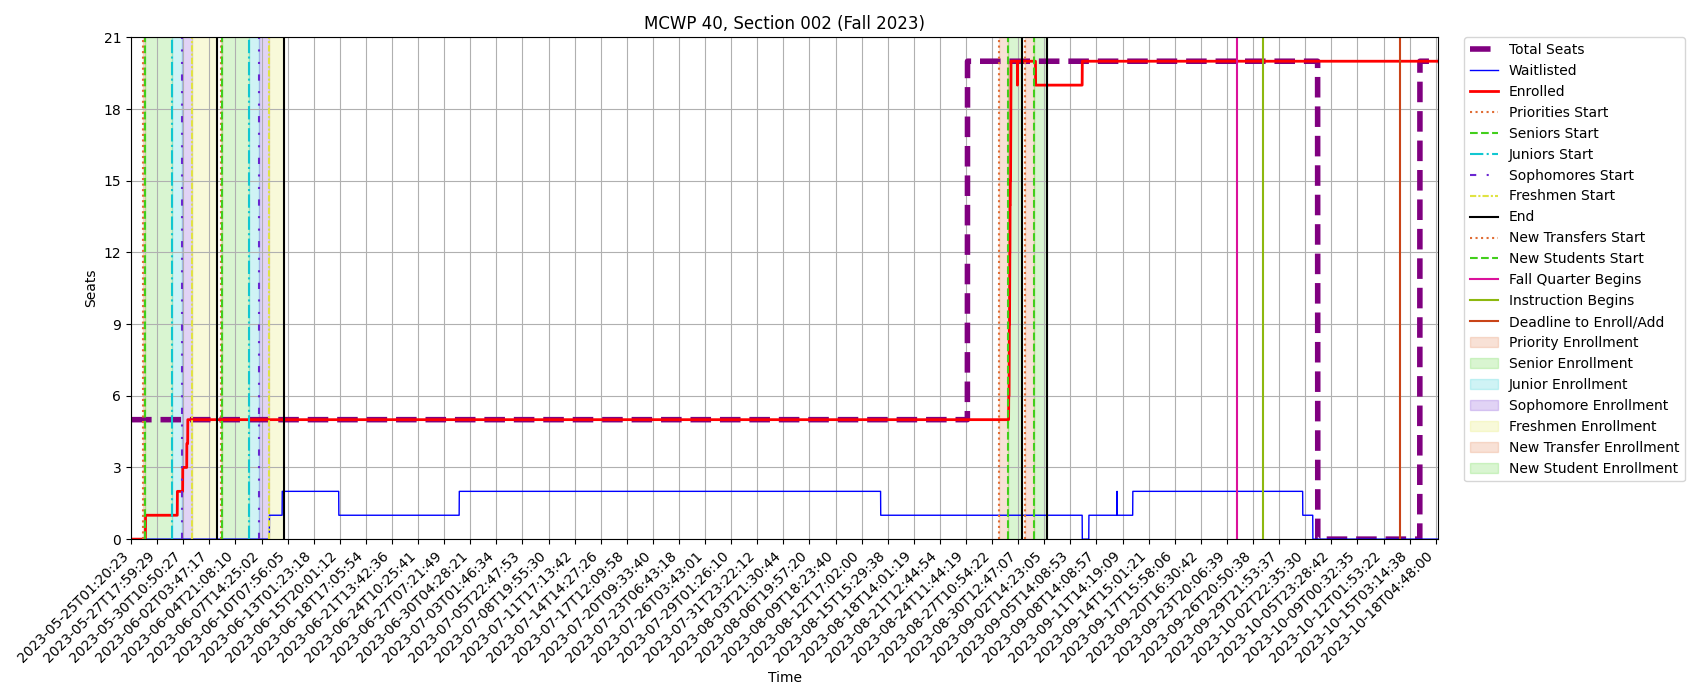 MCWP 40, Section 002 (Fall 2023)
21
18
15
12
9
6
3
0
Seats
2023-05-25T01:20:23
2023-05-27T17:59:29
2023-05-30T10:50:27
2023-06-02T03:47:17
2023-06-04T21:08:10
2023-06-07T14:25:02
2023-06-10T07:56:05
2023-06-13T01:23:18
2023-06-15T20:01:12
2023-06-18T17:05:54
2023-06-21T13:42:36
2023-06-24T10:25:41
2023-06-27T07:21:49
2023-06-30T04:28:21
2023-07-03T01:46:34
2023-07-05T22:47:53
2023-07-08T19:55:30
2023-07-11T17:13:42
2023-07-14T14:27:26
2023-07-17T12:09:58
2023-07-20T09:33:40
2023-07-23T06:43:18
2023-07-26T03:43:01
2023-07-29T01:26:10
2023-07-31T23:22:12
2023-08-03T21:30:44
2023-08-06T19:57:20
2023-08-09T18:23:40
2023-08-12T17:02:00
2023-08-15T15:29:38
2023-08-18T14:01:19
2023-08-21T12:44:54
2023-08-24T11:44:19
2023-08-27T10:54:22
2023-08-30T12:47:07
2023-09-02T14:23:05
2023-09-05T14:08:53
2023-09-08T14:08:57
2023-09-11T14:19:09
2023-09-14T15:01:21
2023-09-17T15:58:06
2023-09-20T16:30:42
2023-09-23T20:06:39
2023-09-26T20:50:38
2023-09-29T21:53:37
2023-10-02T22:35:30
2023-10-05T23:28:42
2023-10-09T00:32:35
2023-10-12T01:53:22
2023-10-15T03:14:38
2023-10-18T04:48:00
Time
Total Seats
Waitlisted
Enrolled
Priorities Start
Seniors Start
Juniors Start
Sophomores Start
Freshmen Start
End
New Transfers Start
New Students Start
Fall Quarter Begins
Instruction Begins
Deadline to Enroll/Add
Priority Enrollment
Senior Enrollment
Junior Enrollment
Sophomore Enrollment
Freshmen Enrollment
New Transfer Enrollment
New Student Enrollment